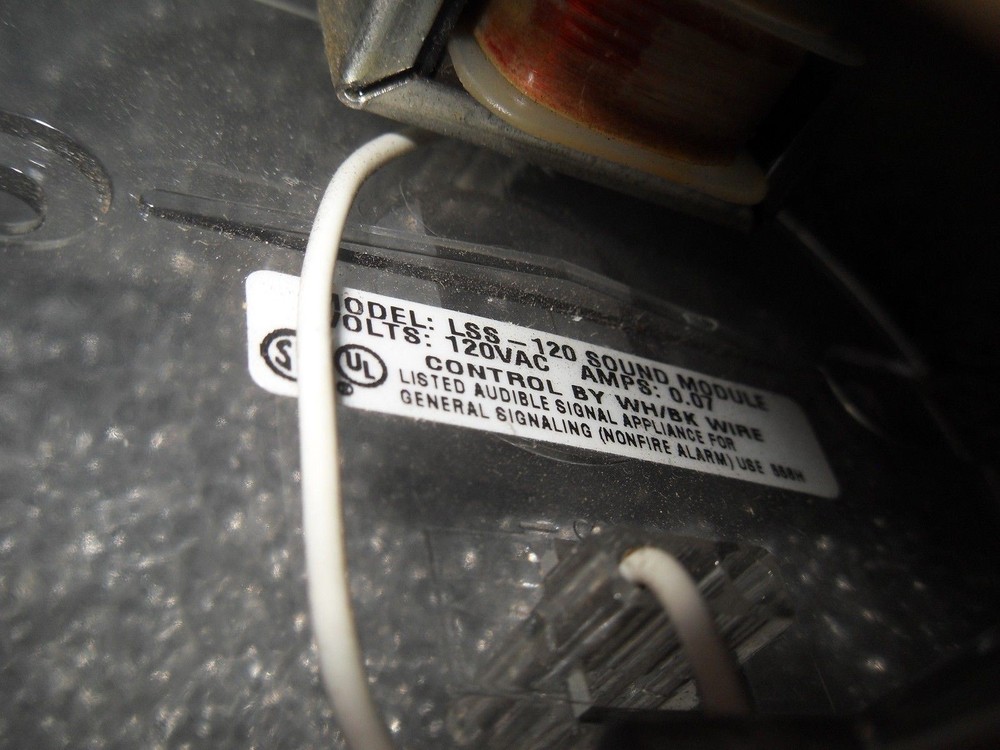 MODEL: LSS-120 SOUND MODULE
VOLTS: 120VAC AMPS: 0.07
CONTROL BY WH/BK WIRE
LISTED AUDIBLE SIGNAL APPLIANCE FOR
GENERAL SIGNALING (NONFIRE ALARM) USE
S UL
®